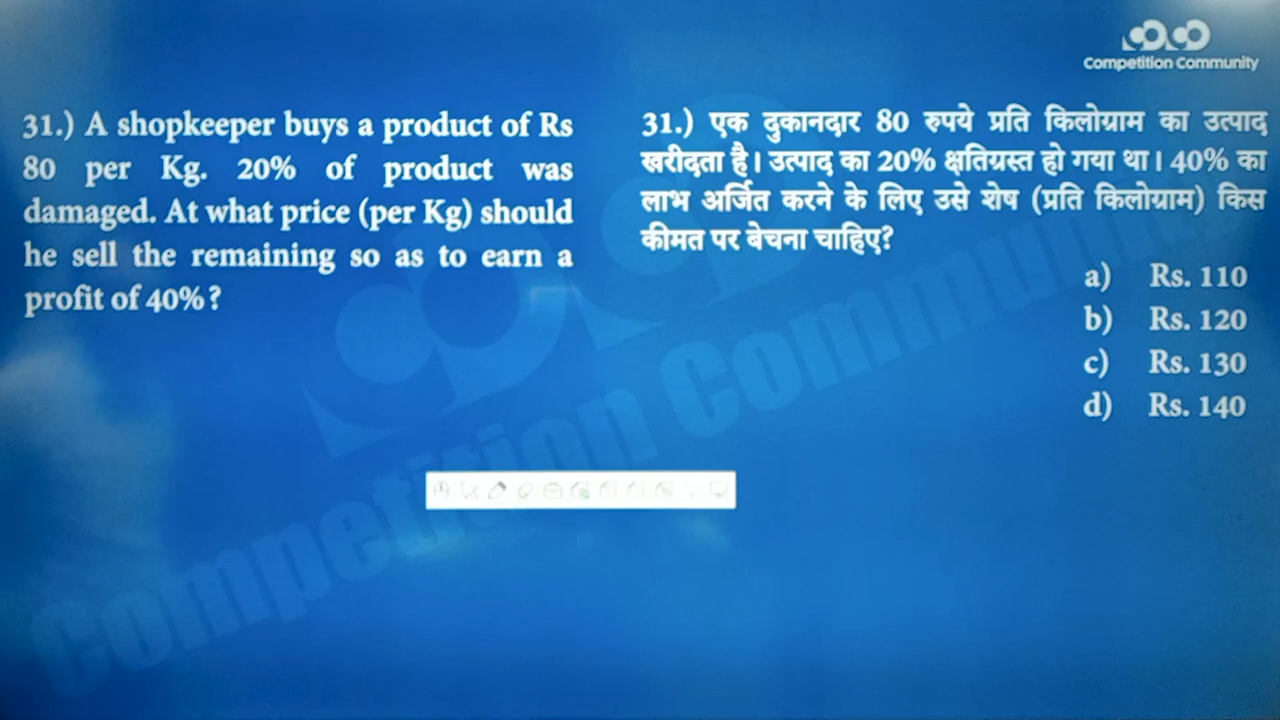 Competition Community
31.) A shopkeeper buys a product of Rs
80 per Kg. 20% of product was
damaged. At what price (per Kg) should
he sell the remaining so as to earn a
profit of 40%?
31.) एक दुकानदार 80 रुपये प्रति किलोग्राम का उत्पाद
खरीदता है। उत्पाद का 20% क्षतिग्रस्त हो गया था। 40% का
लाभ अर्जित करने के लिए उसे शेष (प्रति किलोग्राम) किस
कीमत पर बेचना चाहिए?
a) Rs. 110
b) Rs. 120
c) Rs. 130
d) Rs. 140
Competition Community